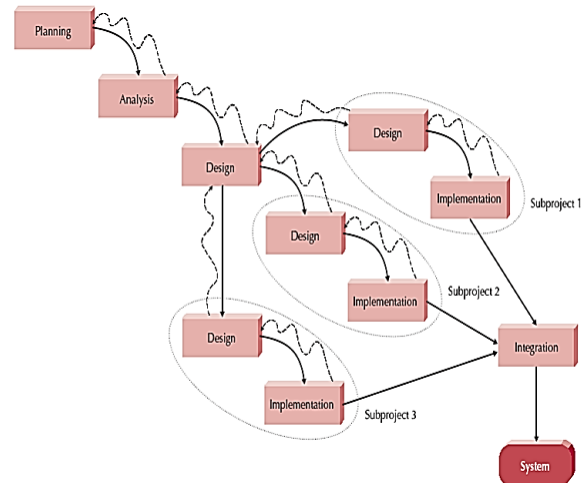 Planning
Analysis
Design
Design
Implementation
Subproject 1
Design
Implementation
Subproject 2
Design
Implementation
Subproject 3
Integration
System